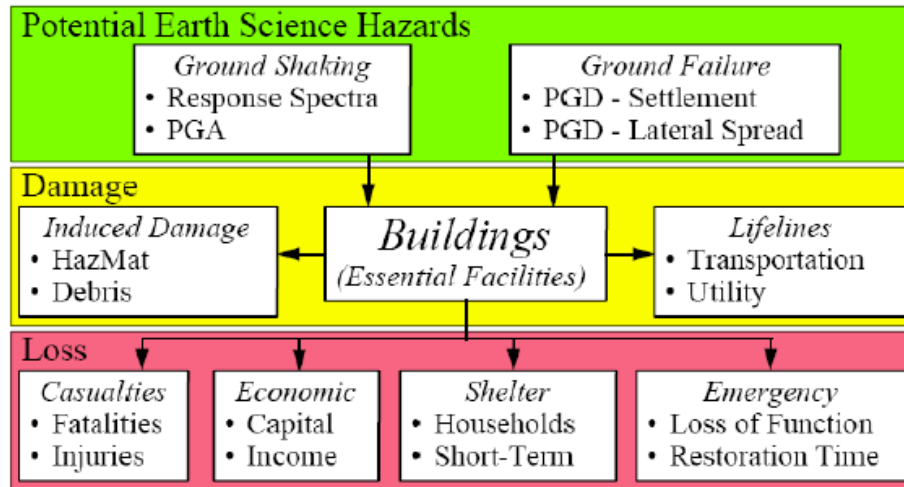 Potential Earth Science Hazards
Ground Shaking
• Response Spectra
• PGA
Ground Failure
• PGD - Settlement
• PGD - Lateral Spread
Damage
Induced Damage
• HazMat
• Debris
Buildings
(Essential Facilities)
Lifelines
• Transportation
• Utility
Loss
Casualties
• Fatalities
• Injuries
Economic
• Capital
• Income
Shelter
• Households
• Short-Term
Emergency
• Loss of Function
• Restoration Time